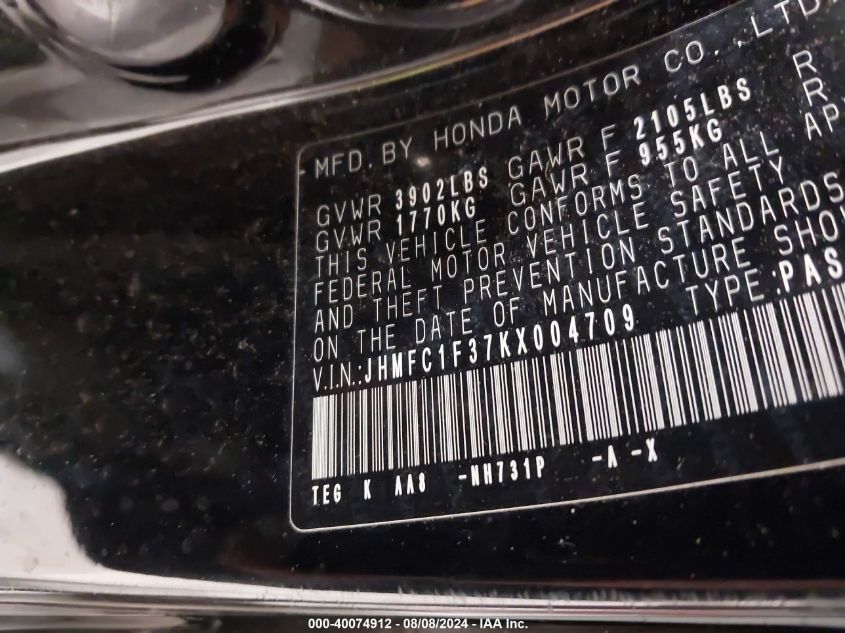 MFD. BY HONDA MOTOR CO., LTD.
GVWR 3902LBS GAWR F 2105LBS R
GVWR 1770KG GAWR F 955KG R
THIS VEHICLE CONFORMS TO ALL AP
FEDERAL MOTOR VEHICLE SAFETY
AND THEFT PREVENTION STANDARDS
ON THE DATE OF MANUFACTURE SHO
V.I.N.: JHMFC1F37KX004709 TYPE: PAS
TEG K AA8 -NH731P -A -X
000-40074912 - 08/08/2024 - IAA Inc.